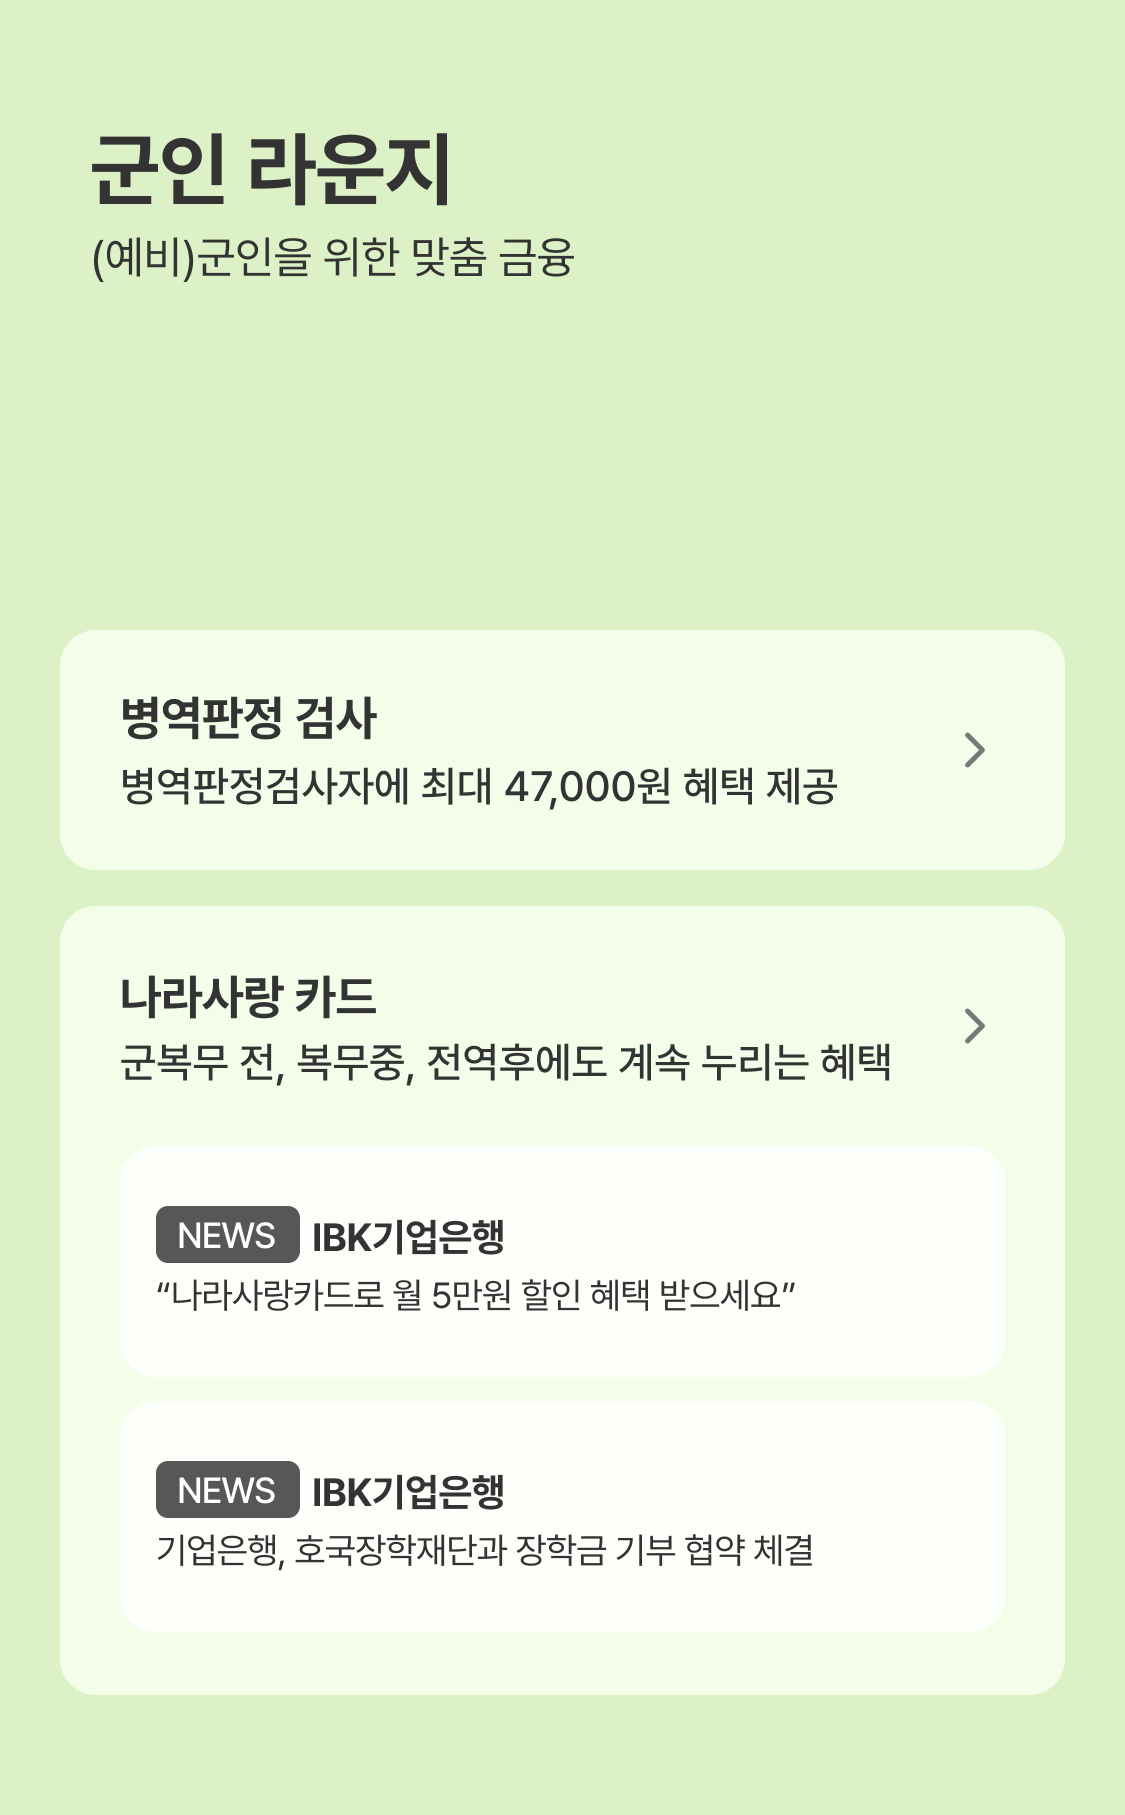 군인 라운지
(예비)군인을 위한 맞춤 금융
병역판정 검사
병역판정검사자에 최대 47,000원 혜택 제공
나라사랑 카드
군복무 전, 복무중, 전역후에도 계속 누리는 혜택
NEWS IBK기업은행
“나라사랑카드로 월 5만원 할인 혜택 받으세요”
NEWS IBK기업은행
기업은행, 호국장학재단과 장학금 기부 협약 체결